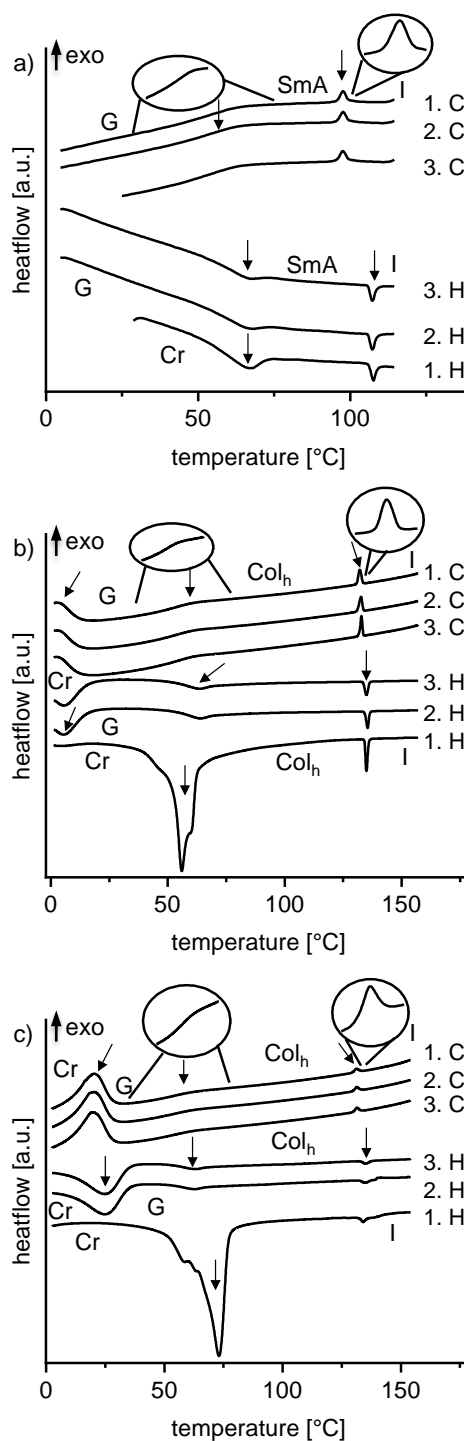 a) exo
SmA I 1. C
G 2. C
3. C
heatflow [a.u.]
SmA I 3. H
G 2. H
Cr 1. H
0 50 100
temperature [°C]
b) exo
I
G Colₕ 1. C
2. C
3. C
heatflow [a.u.]
Cr 3. H
G 2. H
Cr Colₕ I 1. H
0 50 100 150
temperature [°C]
c) exo
Cr G Colₕ I 1. C
2. C
3. C
heatflow [a.u.]
Colₕ 3. H
Cr G 2. H
Cr I 1. H
0 50 100 150
temperature [°C]